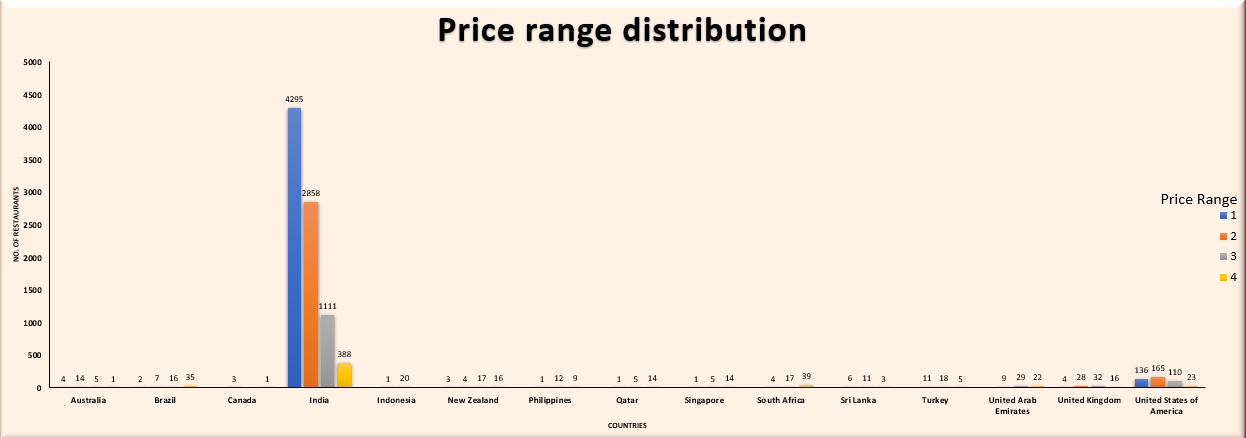 Price range distribution
5000
4500
4000
3500
3000
2500
2000
1500
1000
500
0
NO. OF RESTAURANTS
4 14 5 1
2 7 16 35
3 1
4295 2858 1111 388
1 20
3 4 17 16
1 12 9
1 5 14
1 5 14
4 17 39
6 11 3
11 18 5
9 29 22
4 28 32 16
136 165 110 23
Australia
Brazil
Canada
India
Indonesia
New Zealand
Philippines
Qatar
Singapore
South Africa
Sri Lanka
Turkey
United Arab
Emirates
United Kingdom
United States of
America
COUNTRIES
Price Range
1
2
3
4